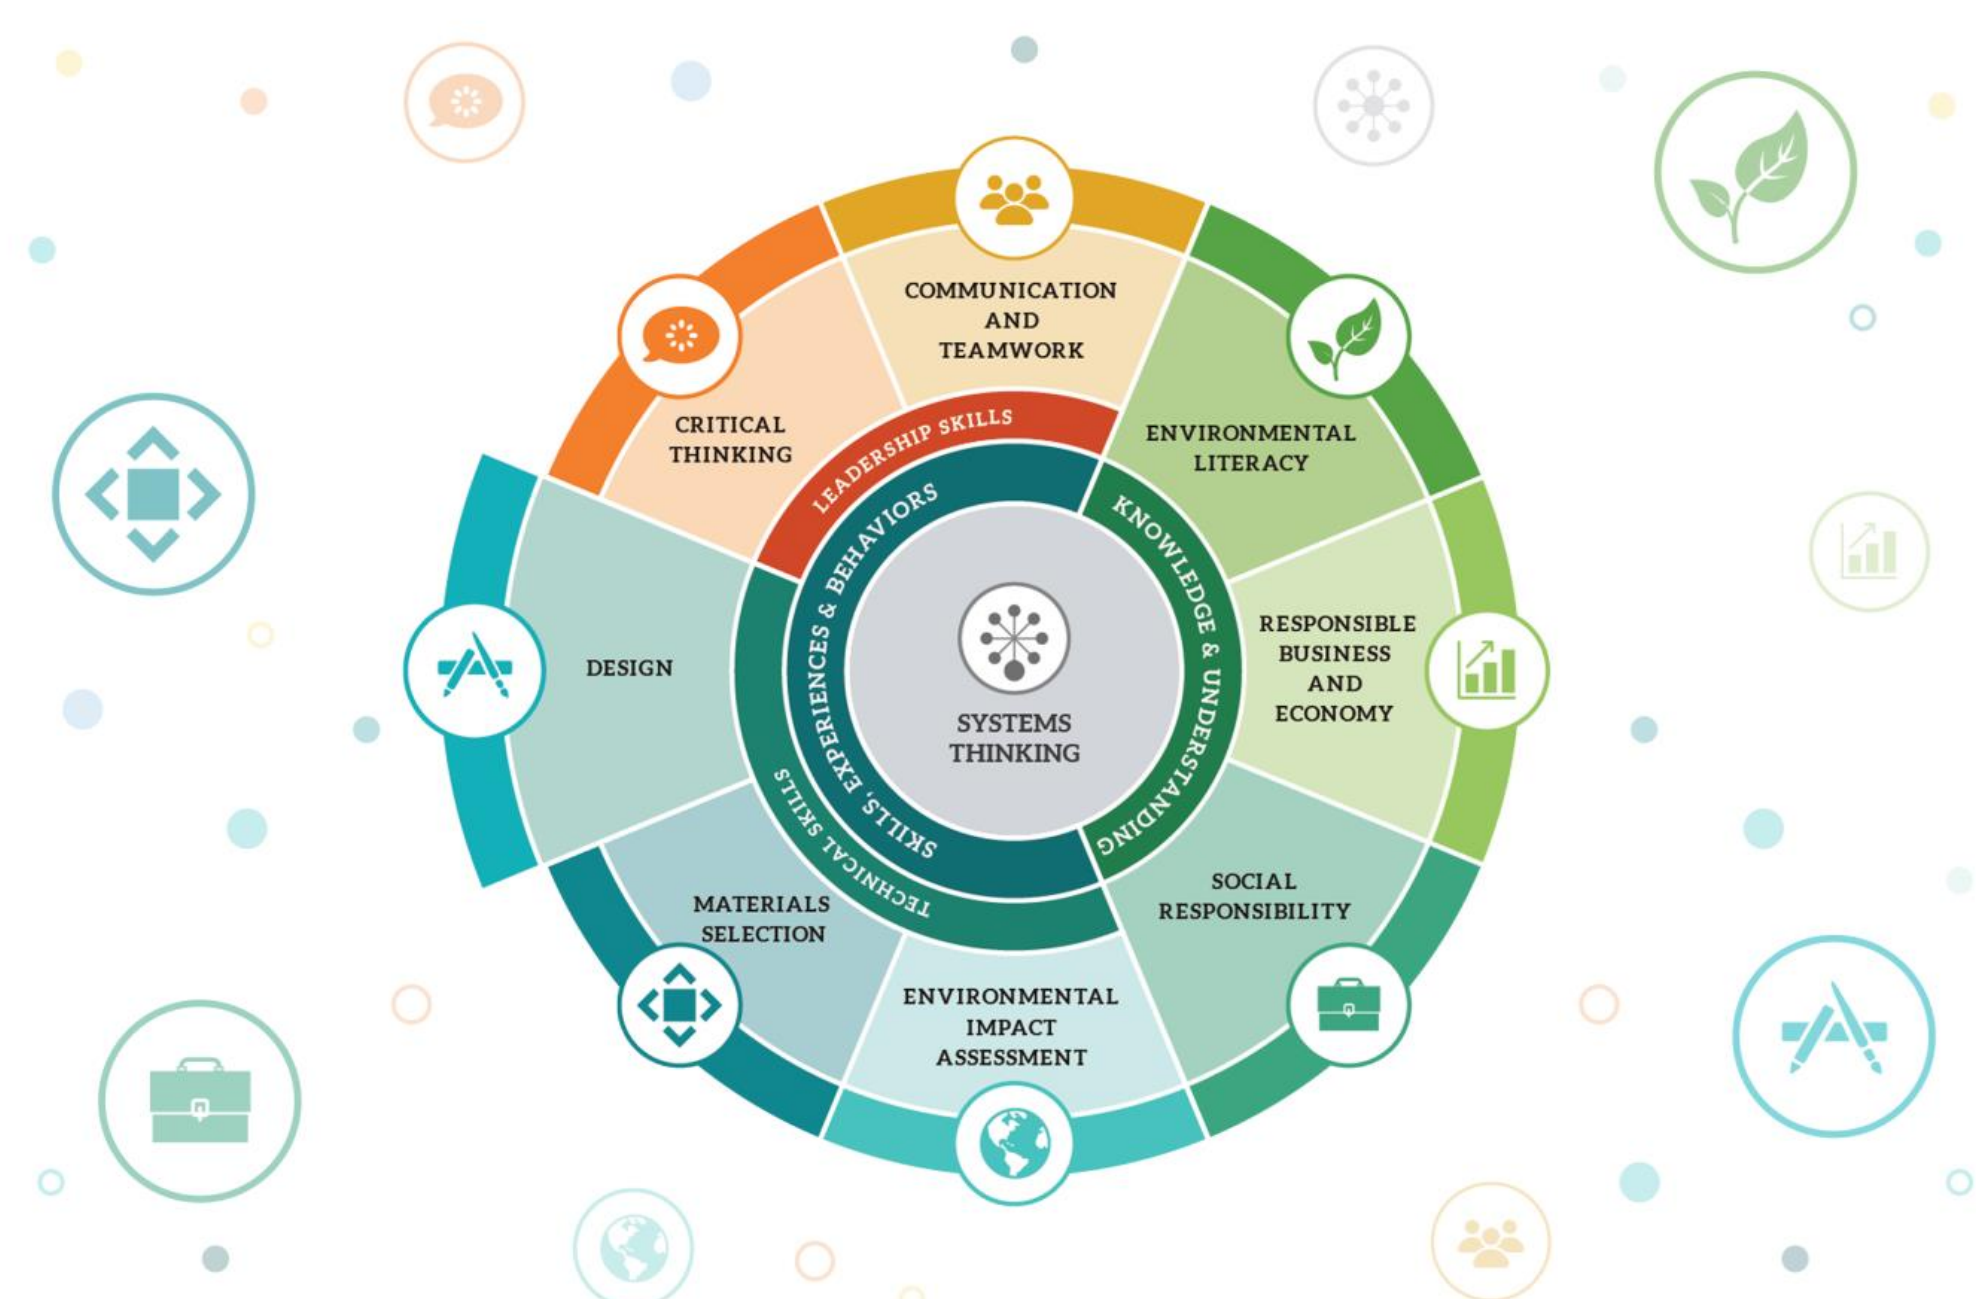 COMMUNICATION
AND
TEAMWORK
ENVIRONMENTAL
LITERACY
RESPONSIBLE
BUSINESS
AND
ECONOMY
SOCIAL
RESPONSIBILITY
ENVIRONMENTAL
IMPACT
ASSESSMENT
MATERIALS
SELECTION
DESIGN
CRITICAL
THINKING
LEADERSHIP SKILLS
TECHNICAL SKILLS
SKILLS, EXPERIENCES & BEHAVIORS
KNOWLEDGE & UNDERSTANDING
SYSTEMS
THINKING